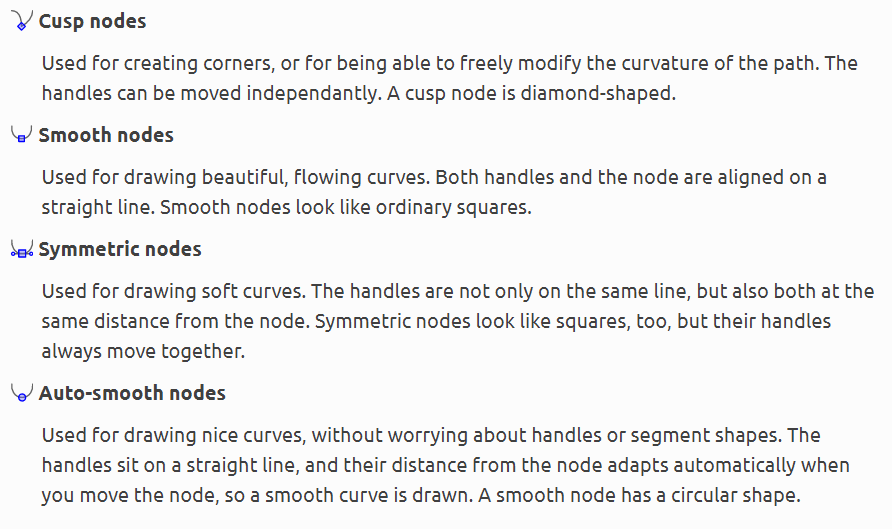 Cusp nodes
Used for creating corners, or for being able to freely modify the curvature of the path. The
handles can be moved independantly. A cusp node is diamond-shaped.
Smooth nodes
Used for drawing beautiful, flowing curves. Both handles and the node are aligned on a
straight line. Smooth nodes look like ordinary squares.
Symmetric nodes
Used for drawing soft curves. The handles are not only on the same line, but also both at the
same distance from the node. Symmetric nodes look like squares, too, but their handles
always move together.
Auto-smooth nodes
Used for drawing nice curves, without worrying about handles or segment shapes. The
handles sit on a straight line, and their distance from the node adapts automatically when
you move the node, so a smooth curve is drawn. A smooth node has a circular shape.